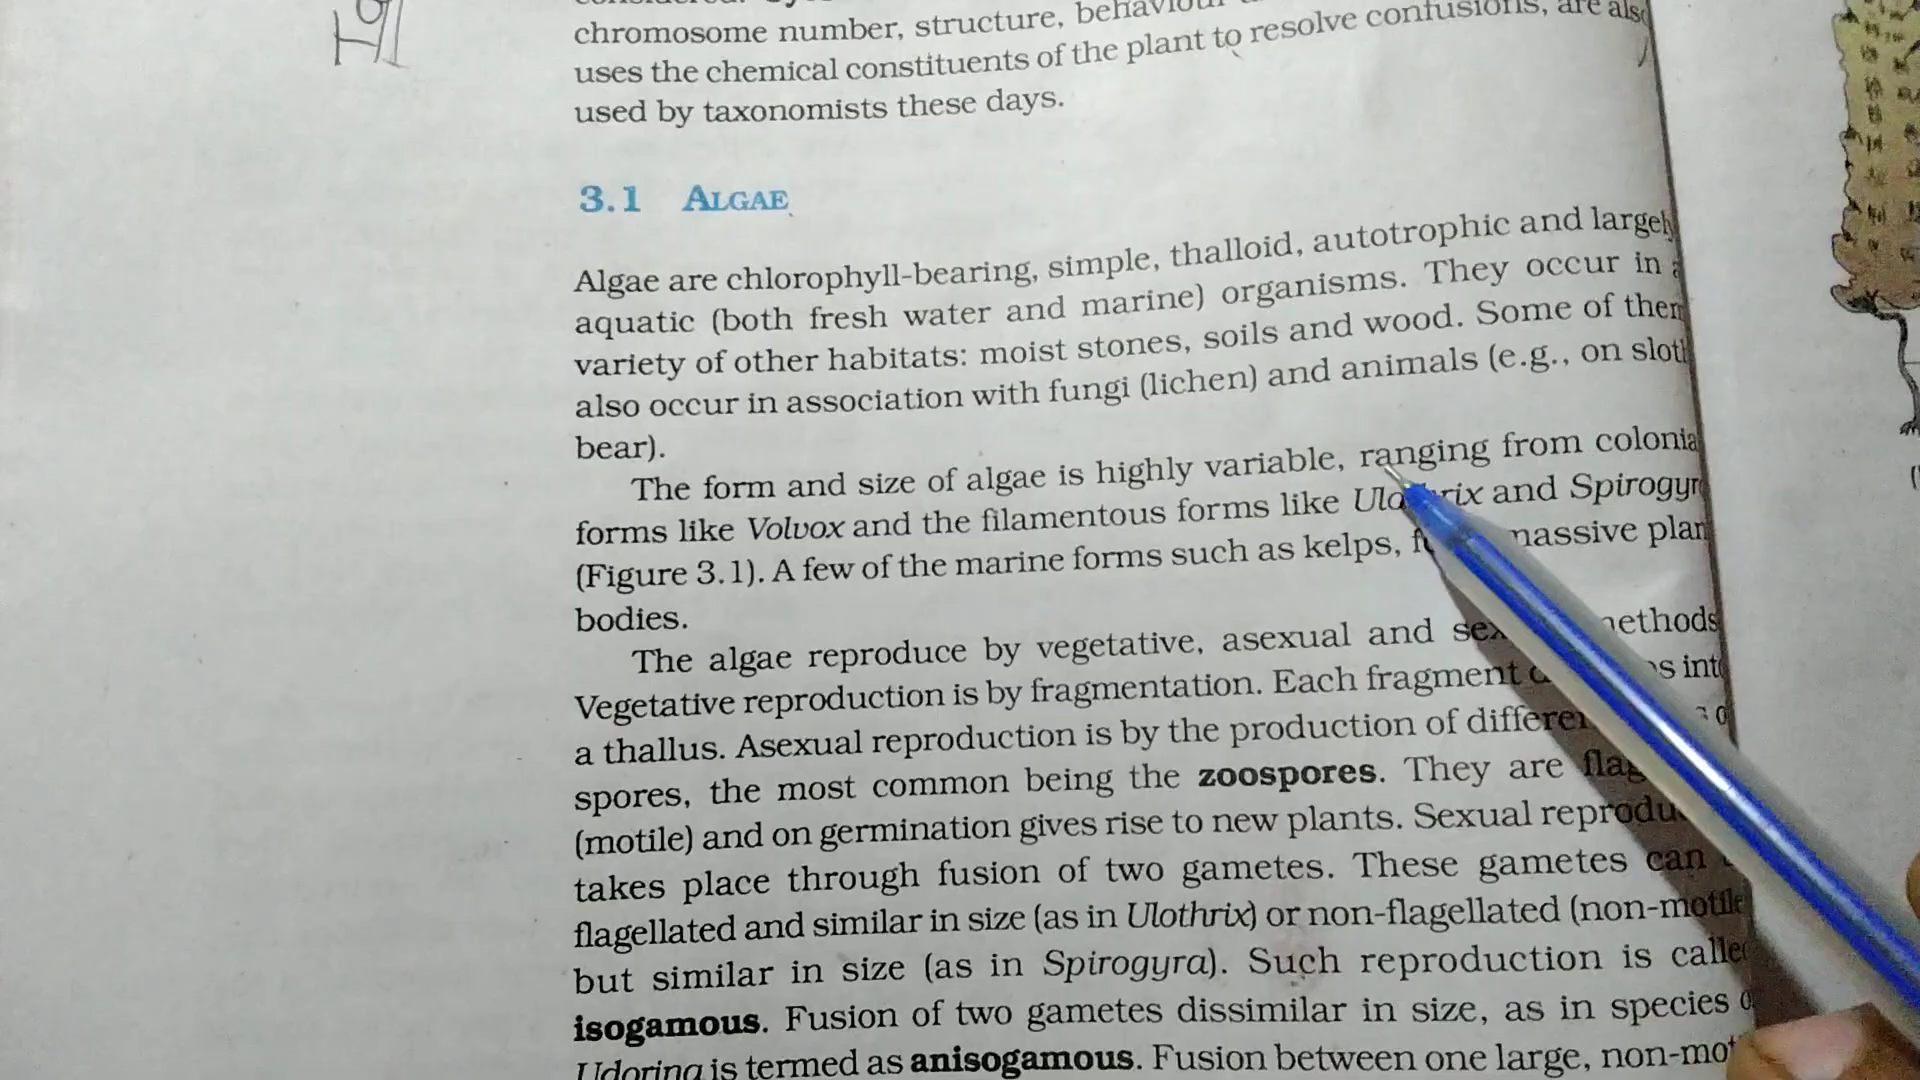 chromosome number, structure, behaviour
uses the chemical constituents of the plant to resolve confusions, are also
used by taxonomists these days.
3.1 ALGAE
Algae are chlorophyll-bearing, simple, thalloid, autotrophic and largely
aquatic (both fresh water and marine) organisms. They occur in a
variety of other habitats: moist stones, soils and wood. Some of them
also occur in association with fungi (lichen) and animals (e.g., on sloth
bear).
The form and size of algae is highly variable, ranging from colonia
forms like Volvox and the filamentous forms like Ulothrix and Spirogyr
(Figure 3.1). A few of the marine forms such as kelps, massive plan
bodies.
The algae reproduce by vegetative, asexual and methods
Vegetative reproduction is by fragmentation. Each fragment int
a thallus. Asexual reproduction is by the production of differen
spores, the most common being the zoospores. They are flag
(motile) and on germination gives rise to new plants. Sexual reprodu
takes place through fusion of two gametes. These gametes can
flagellated and similar in size (as in Ulothrix) or non-flagellated (non-motile
but similar in size (as in Spirogyra). Such reproduction is called
isogamous. Fusion of two gametes dissimilar in size, as in species o
Udorina is termed as anisogamous. Fusion between one large, non-mot